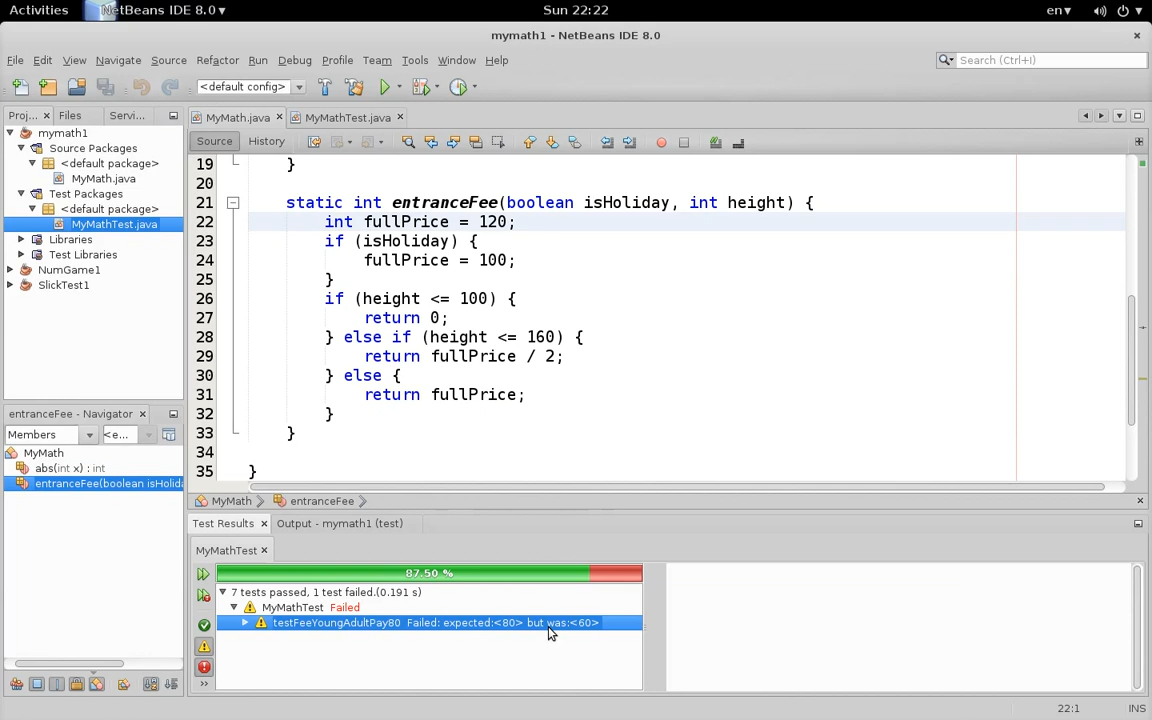 Activities NetBeans IDE 8.0 Sun 22:22 en
mymath1 - NetBeans IDE 8.0
File Edit View Navigate Source Refactor Run Debug Profile Team Tools Window Help Search (Ctrl+I)
<default config>
Proj... Files Servi... MyMath.java MyMathTest.java
Source History
mymath1
Source Packages
<default package>
MyMath.java
Test Packages
<default package>
MyMathTest.java
Libraries
Test Libraries
NumGame1
SlickTest1
19 }
20
21 static int entranceFee(boolean isHoliday, int height) {
22 int fullPrice = 120;
23 if (isHoliday) {
24 fullPrice = 100;
25 }
26 if (height <= 100) {
27 return 0;
28 } else if (height <= 160) {
29 return fullPrice / 2;
30 } else {
31 return fullPrice;
32 }
33 }
34
35 }
entranceFee - Navigator
Members <e...
MyMath
abs(int x) : int
entranceFee(boolean isHolida
MyMath entranceFee
Test Results Output - mymath1 (test)
MyMathTest
87.50 %
7 tests passed, 1 test failed.(0.191 s)
MyMathTest Failed
testFeeYoungAdultPay80 Failed: expected:<80> but was:<60>
22:1 INS